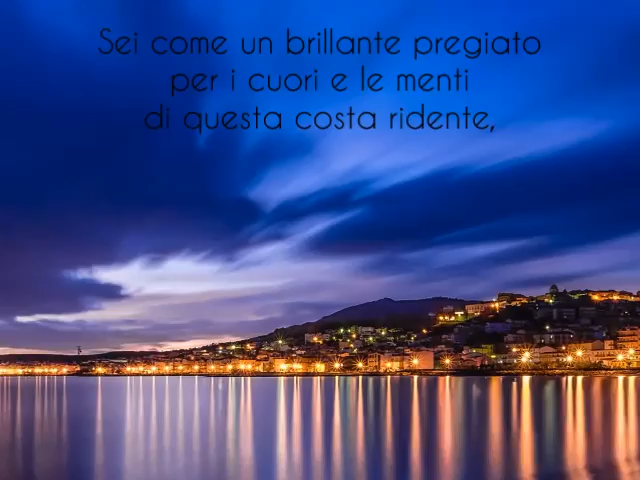 Sei come un brillante pregiato
per i cuori e le menti
di questa costa ridente,